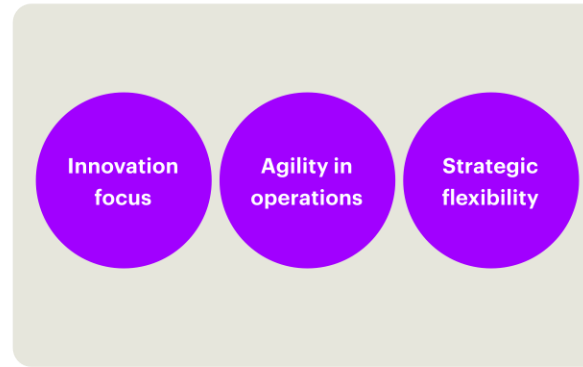 Innovation
focus
Agility in
operations
Strategic
flexibility